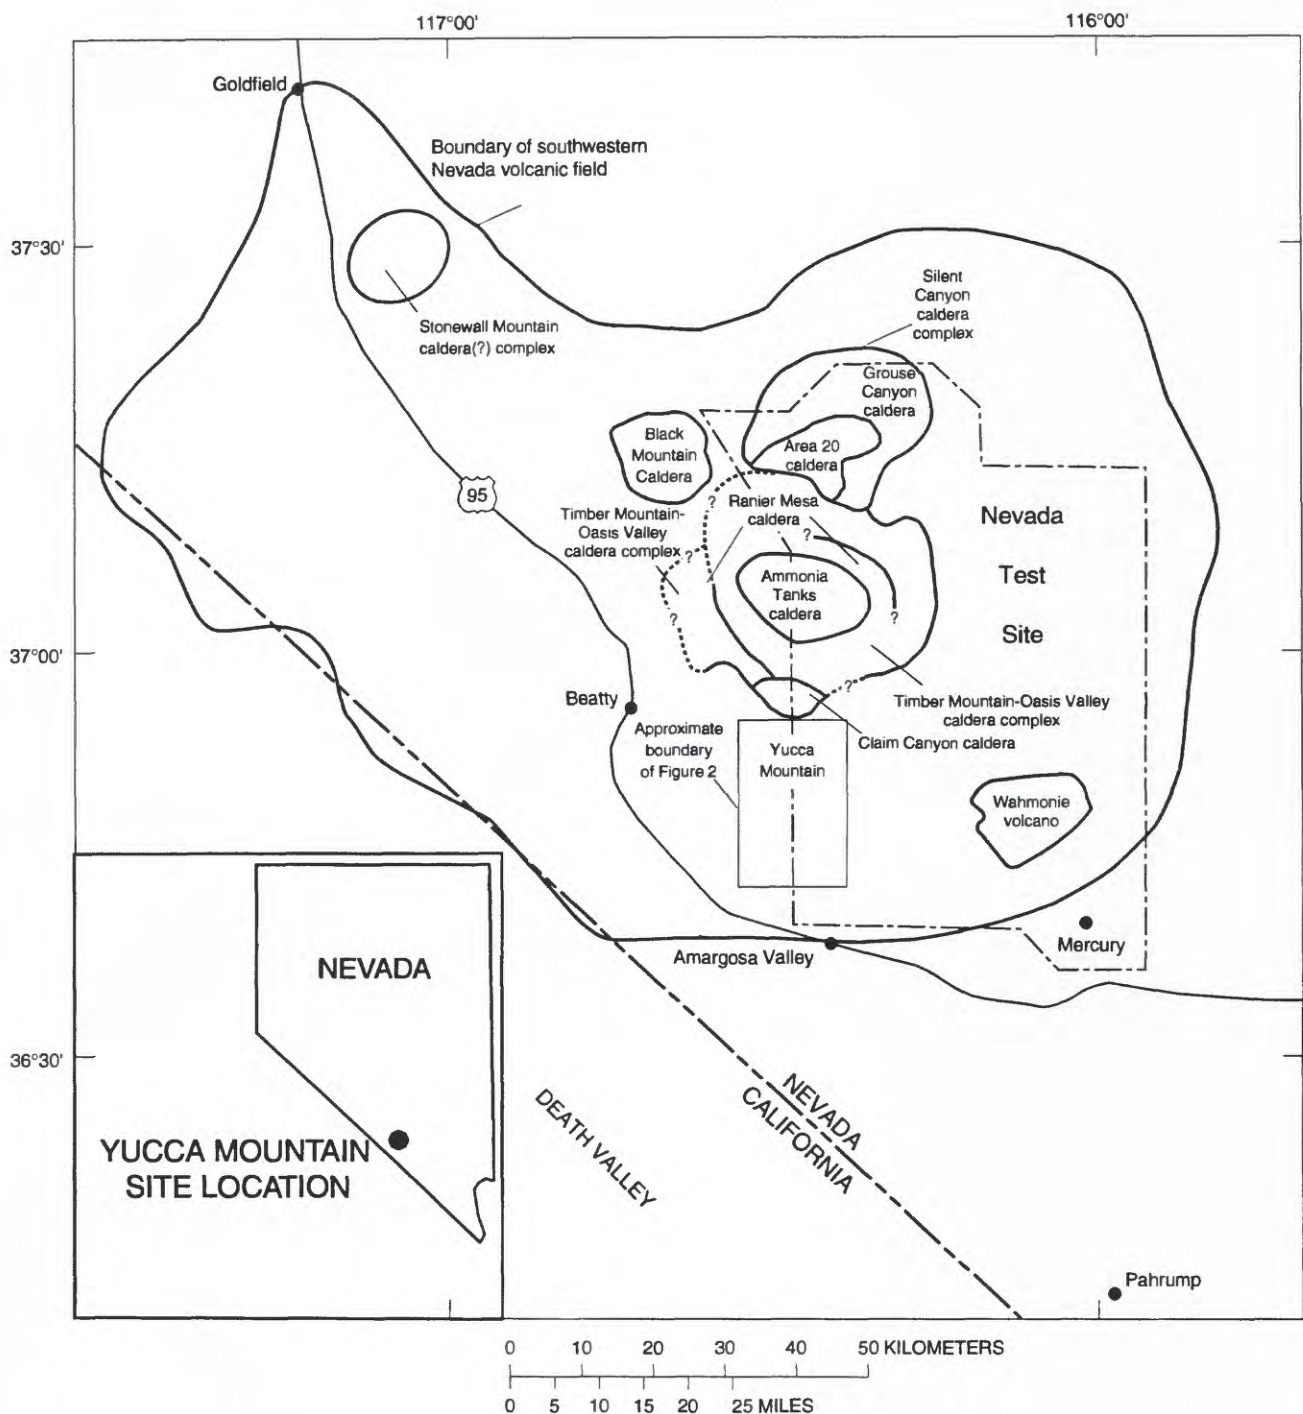 117°00'
116°00'
Goldfield
Boundary of southwestern
Nevada volcanic field
37°30'
Silent
Canyon
caldera
complex
Stonewall Mountain
caldera(?) complex
Grouse
Canyon
caldera
Black
Mountain
Caldera
Area 20
caldera
95
?
Ranier Mesa
caldera
Nevada
Test
Site
Timber Mountain-
Oasis Valley
caldera complex
?
?
Ammonia
Tanks
caldera
?
?
37°00'
?
Beatty
Timber Mountain-Oasis Valley
caldera complex
Approximate
boundary
of Figure 2
Yucca
Mountain
Claim Canyon caldera
Wahmonie
volcano
Mercury
Amargosa Valley
NEVADA
36°30'
NEVADA
CALIFORNIA
DEATH VALLEY
YUCCA MOUNTAIN
SITE LOCATION
Pahrump
0 10 20 30 40 50 KILOMETERS
0 5 10 15 20 25 MILES